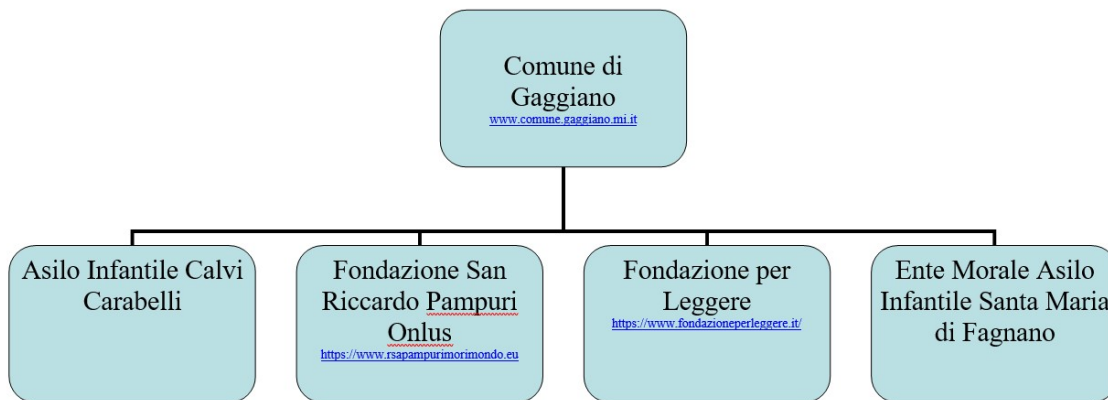 Comune di
Gaggiano
www.comune.gaggiano.mi.it
Asilo Infantile Calvi
Carabelli
Fondazione San
Riccardo Pampuri
Onlus
https://www.rsapampurimorimondo.eu
Fondazione per
Leggere
https://www.fondazioneperleggere.it/
Ente Morale Asilo
Infantile Santa Maria
di Fagnano